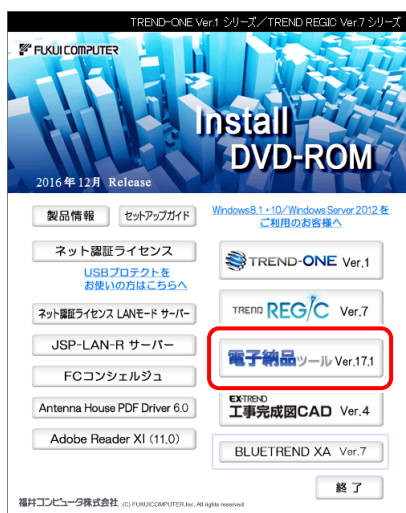 TREND-ONE Ver.1 シリーズ／TREND REGIC Ver.7 シリーズ
FUKUI COMPUTER
Install
DVD-ROM
2016年12月 Release
製品情報
セットアップガイド
Windows8.1・10／Windows Server 2012 を
ご利用のお客様へ
ネット認証ライセンス
USBプロテクトを
お使いの方はこちらへ
ネット認証ライセンス LANモード サーバー
JSP-LAN-R サーバー
FCコンシェルジュ
Antenna House PDF Driver 6.0
Adobe Reader XI (11.0)
TREND-ONE Ver.1
TREND REGIC Ver.7
電子納品ツール Ver.17.1
EX-TREND
工事完成図CAD Ver.4
BLUETREND XA Ver.7
終了
福井コンピュータ株式会社 (C) FUKUICOMPUTER,Inc. All rights reserved.